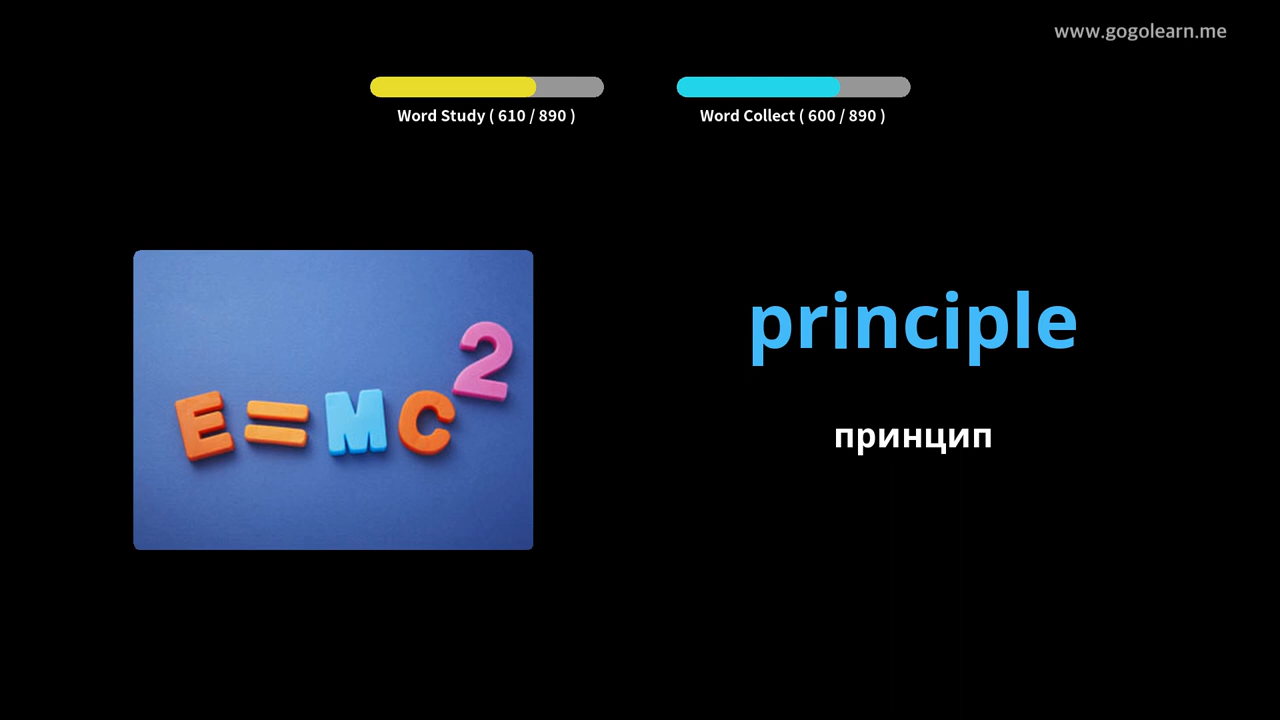 www.gogolearn.me
Word Study ( 610 / 890 )
Word Collect ( 600 / 890 )
E=MC²
principle
принцип